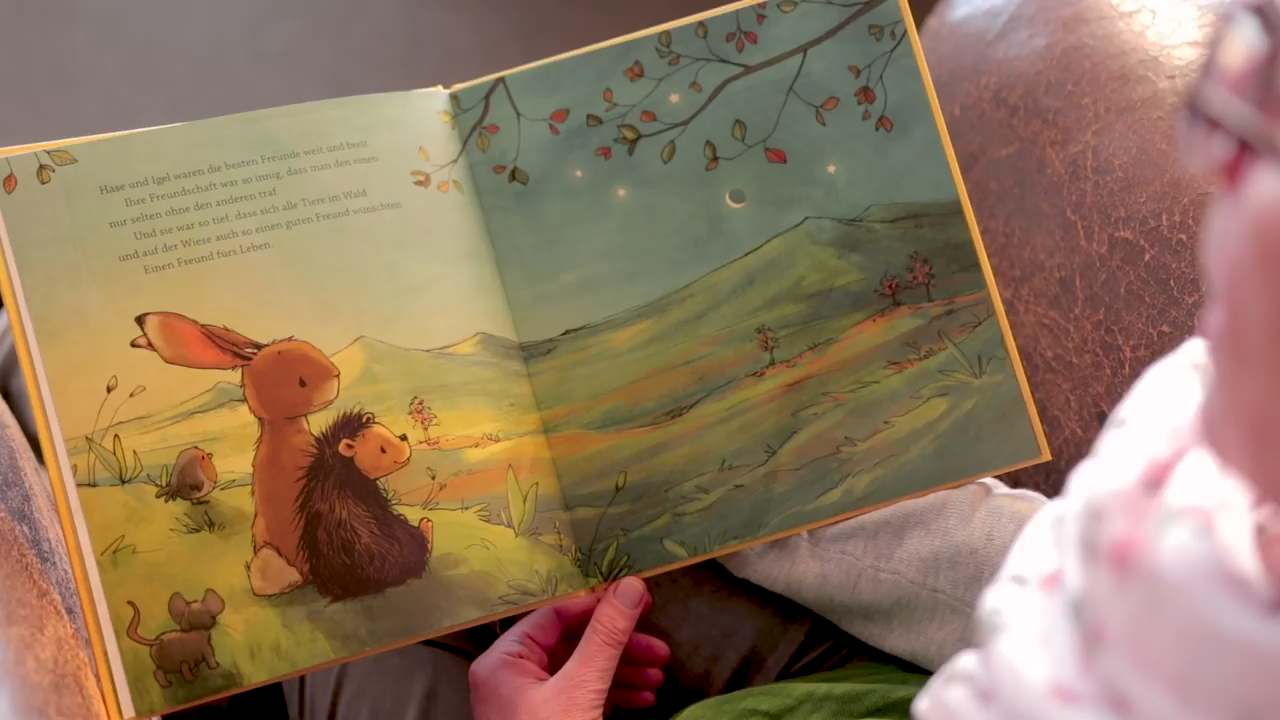 Hase und Igel waren die besten Freunde weit und breit.
Ihre Freundschaft war so innig, dass man den einen
nur selten ohne den anderen traf.
Und sie war so tief, dass sich alle Tiere im Wald
und auf der Wiese auch so einen guten Freund wünschten.
Einen Freund fürs Leben.